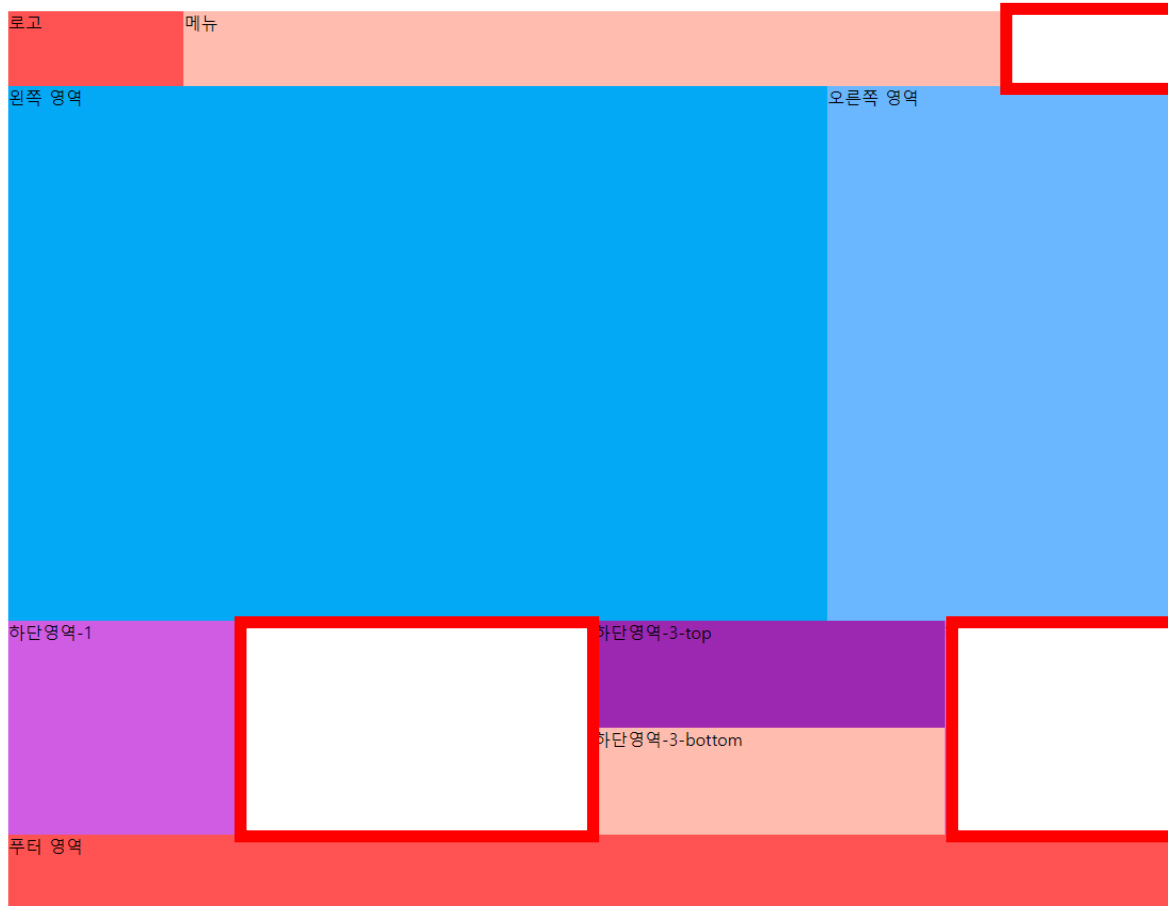 로고
메뉴
왼쪽 영역
오른쪽 영역
하단영역-1
하단영역-3-top
하단영역-3-bottom
푸터 영역